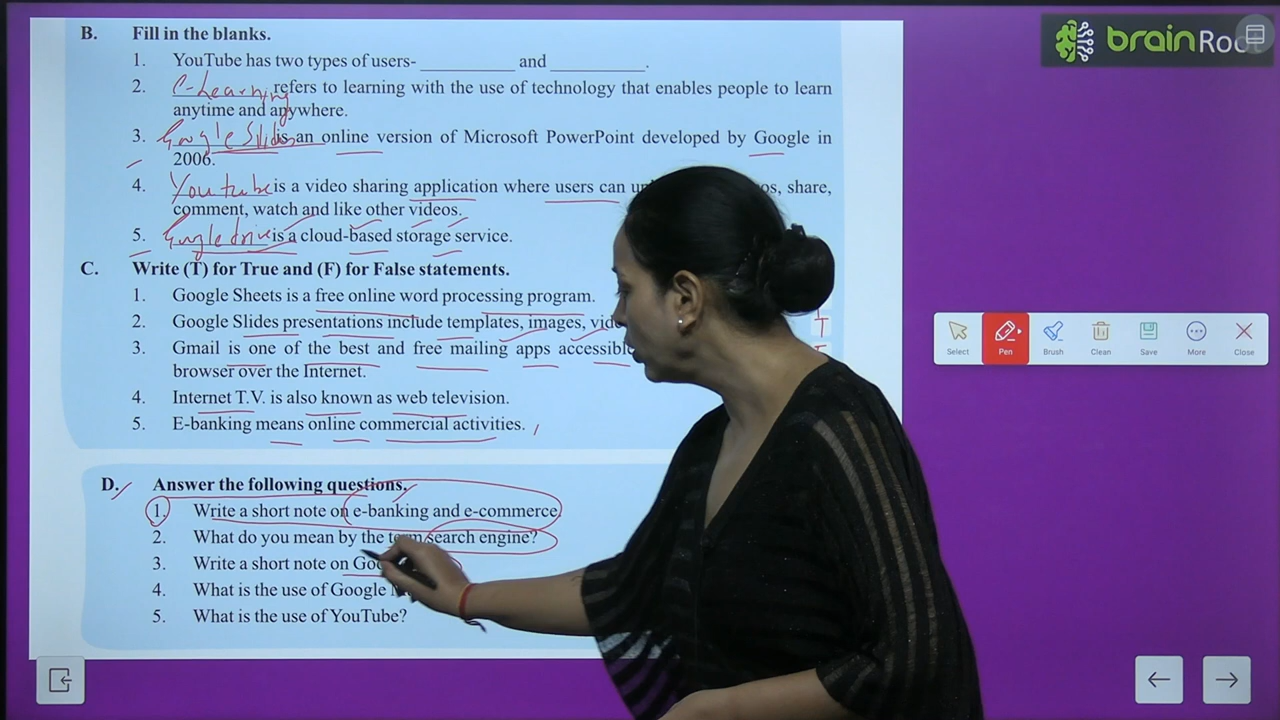 B. Fill in the blanks.
1. YouTube has two types of users- __________ and __________.
2. E-Learning refers to learning with the use of technology that enables people to learn
anytime and anywhere.
3. Google Slides is an online version of Microsoft PowerPoint developed by Google in
2006.
4. Youtube is a video sharing application where users can os, share,
comment, watch and like other videos.
5. Google drive is a cloud-based storage service.
C. Write (T) for True and (F) for False statements.
1. Google Sheets is a free online word processing program.
2. Google Slides presentations include templates, images, vid
T
3. Gmail is one of the best and free mailing apps accessibl
browser over the Internet.
4. Internet T.V. is also known as web television.
5. E-banking means online commercial activities.
D. Answer the following questions.
1. Write a short note on e-banking and e-commerce
2. What do you mean by the term search engine?
3. Write a short note on Goo
4. What is the use of Google
5. What is the use of YouTube?
brainRoot
Select Pen Brush Clean Save More Close